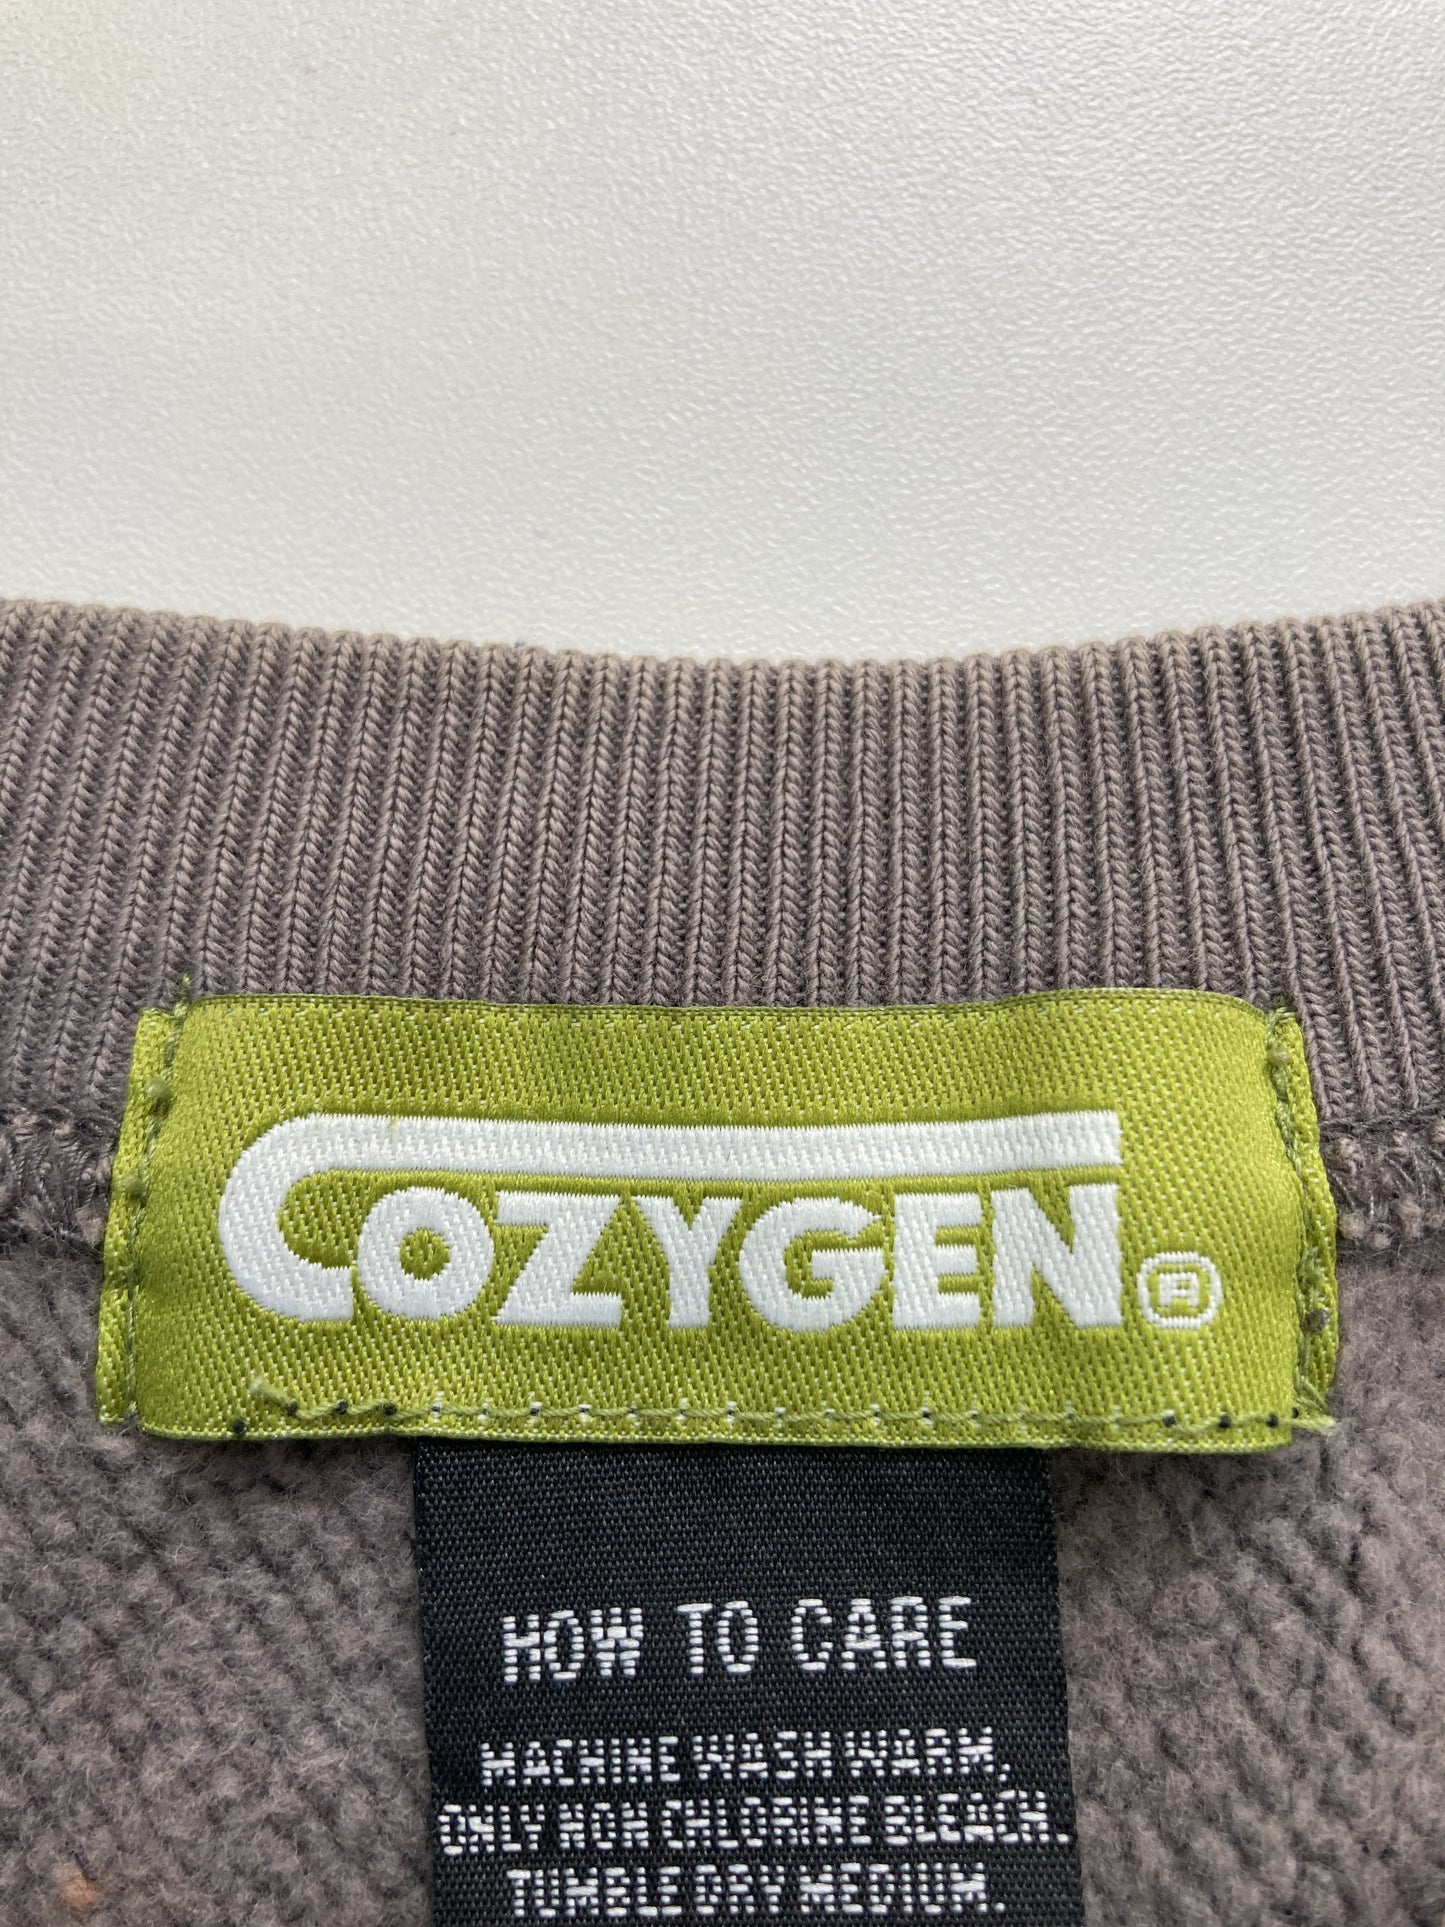 COZYGEN®
HOW TO CARE
MACHINE WASH WARM,
ONLY NON CHLORINE BLEACH.
TUMBLE DRY MEDIUM.